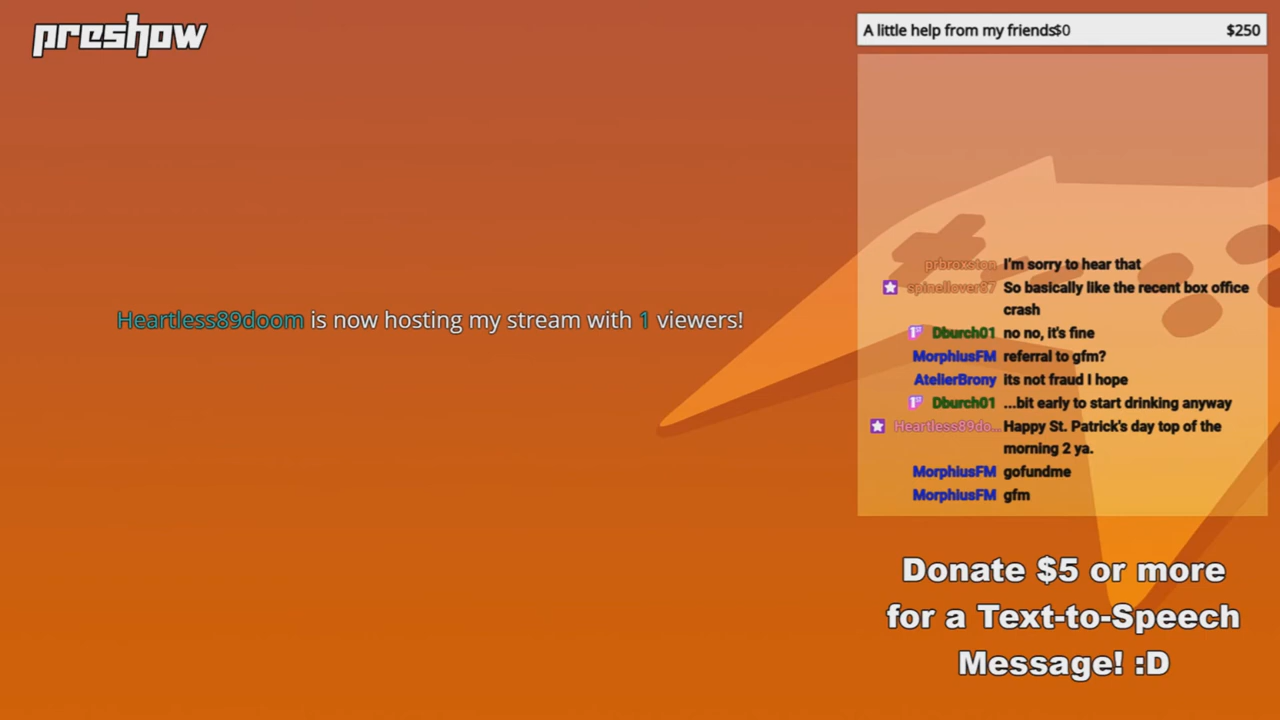 preshow
A little help from my friends$0 $250
prbroxston I'm sorry to hear that
spinellover87 So basically like the recent box office
crash
Dburch01 no no, it's fine
MorphiusFM referral to gfm?
AtelierBrony its not fraud I hope
Dburch01 ...bit early to start drinking anyway
Heartless89do... Happy St. Patrick's day top of the
morning 2 ya.
MorphiusFM gofundme
MorphiusFM gfm
Heartless89doom is now hosting my stream with 1 viewers!
Donate $5 or more
for a Text-to-Speech
Message! :D